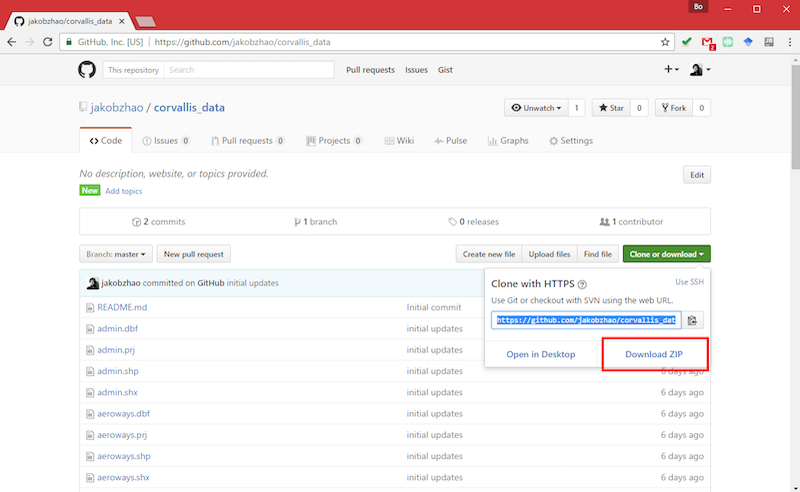 Bo
jakobzhao/corvallis_data
GitHub, Inc. [US] https://github.com/jakobzhao/corvallis_data
2
This repository Search Pull requests Issues Gist
jakobzhao / corvallis_data Unwatch 1 Star 0 Fork 0
Code Issues 0 Pull requests 0 Projects 0 Wiki Pulse Graphs Settings
No description, website, or topics provided. Edit
New Add topics
2 commits 1 branch 0 releases 1 contributor
Branch: master New pull request Create new file Upload files Find file Clone or download
jakobzhao committed on GitHub initial updates
Clone with HTTPS ? Use SSH
Use Git or checkout with SVN using the web URL.
https://github.com/jakobzhao/corvallis_dat
Open in Desktop Download ZIP
README.md Initial commit
admin.dbf initial updates
admin.prj initial updates
admin.shp initial updates 6 days ago
admin.shx initial updates 6 days ago
aeroways.dbf initial updates 6 days ago
aeroways.prj initial updates 6 days ago
aeroways.shp initial updates 6 days ago
aeroways.shx initial updates 6 days ago